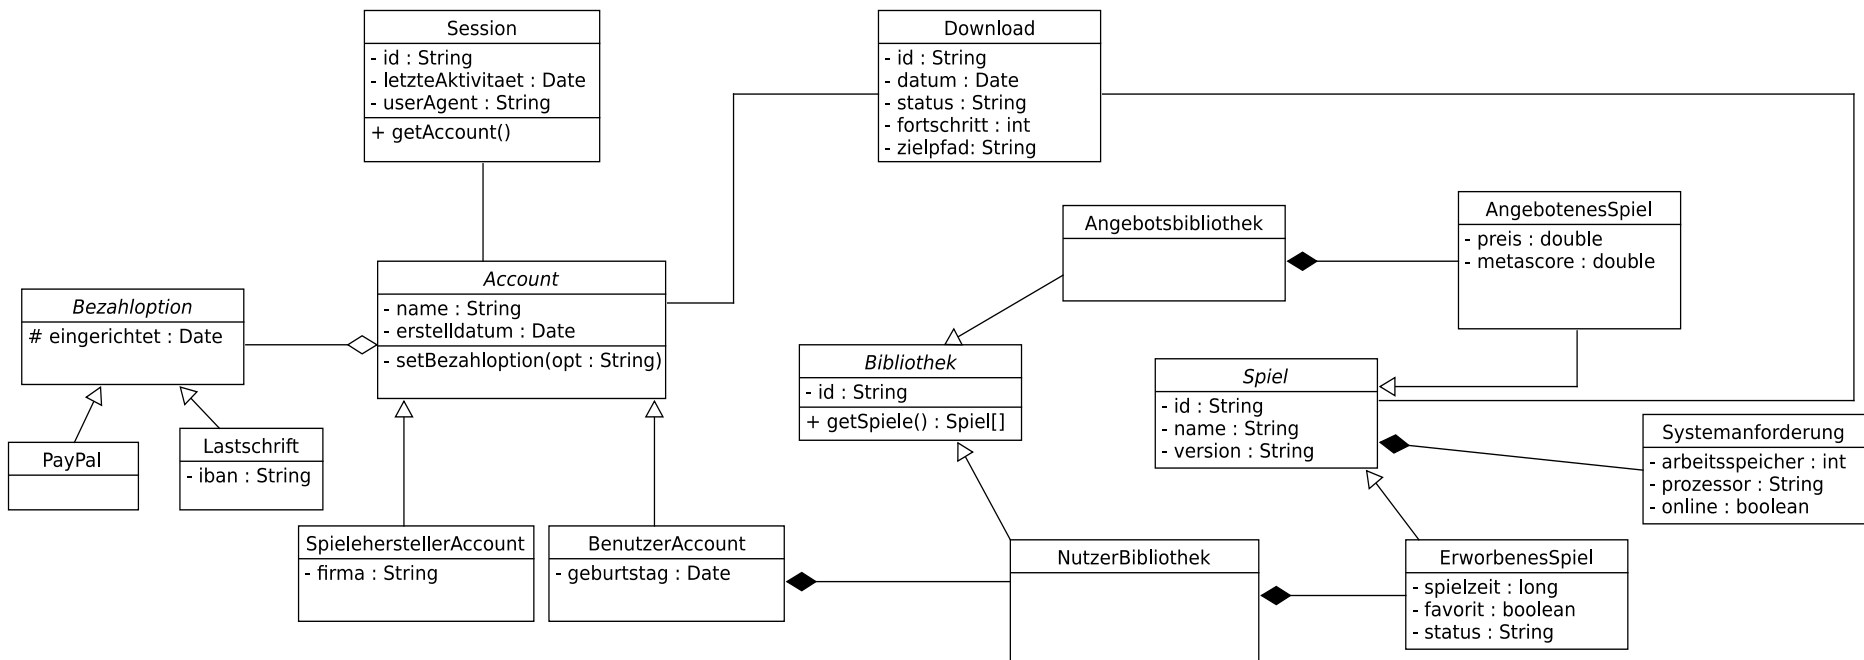 Session
- id : String
- letzteAktivitaet : Date
- userAgent : String
+ getAccount()
Download
- id : String
- datum : Date
- status : String
- fortschritt : int
- zielpfad: String
Angebotsbibliothek
AngebotenesSpiel
- preis : double
- metascore : double
Bezahloption
# eingerichtet : Date
Account
- name : String
- erstelldatum : Date
- setBezahloption(opt : String)
Bibliothek
- id : String
+ getSpiele() : Spiel[]
Spiel
- id : String
- name : String
- version : String
Systemanforderung
- arbeitsspeicher : int
- prozessor : String
- online : boolean
PayPal
Lastschrift
- iban : String
SpieleherstellerAccount
- firma : String
BenutzerAccount
- geburtstag : Date
NutzerBibliothek
ErworbenesSpiel
- spielzeit : long
- favorit : boolean
- status : String